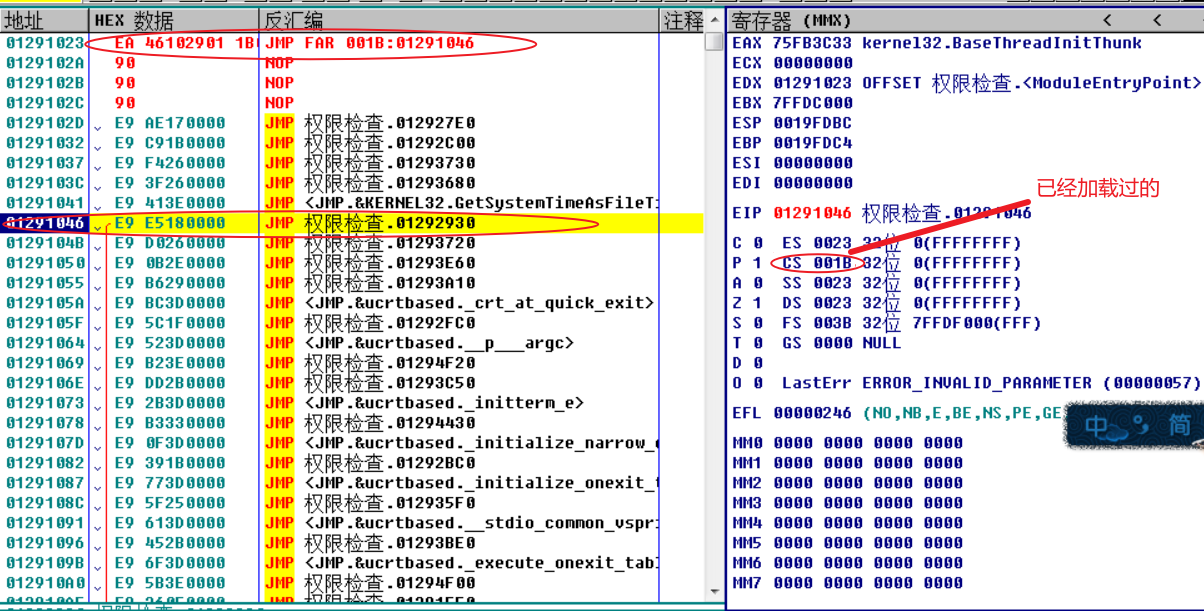 地址 HEX 数据 反汇编 注释 寄存器 (MMX) < <
01291023 EA 46102901 1B JMP FAR 001B:01291046
0129102A 90 NOP
0129102B 90 NOP
0129102C 90 NOP
0129102D E9 AE170000 JMP 权限检查.012927E0
01291032 E9 C91B0000 JMP 权限检查.01292C00
01291037 E9 F4260000 JMP 权限检查.01293730
0129103C E9 3F260000 JMP 权限检查.01293680
01291041 E9 413E0000 JMP <JMP.&KERNEL32.GetSystemTimeAsFileT
01291046 E9 E5180000 JMP 权限检查.01292930
0129104B E9 D0260000 JMP 权限检查.01293720
01291050 E9 0B2E0000 JMP 权限检查.01293E60
01291055 E9 B6290000 JMP 权限检查.01293A10
0129105A E9 BC3D0000 JMP <JMP.&ucrtbased._crt_at_quick_exit>
0129105F E9 5C1F0000 JMP 权限检查.01292FC0
01291064 E9 523D0000 JMP <JMP.&ucrtbased.__p___argc>
01291069 E9 B23E0000 JMP 权限检查.01294F20
0129106E E9 DD2B0000 JMP 权限检查.01293C50
01291073 E9 2B3D0000 JMP <JMP.&ucrtbased._initterm_e>
01291078 E9 B3330000 JMP 权限检查.01294430
0129107D E9 0F3D0000 JMP <JMP.&ucrtbased._initialize_narrow_
01291082 E9 391B0000 JMP 权限检查.01292BC0
01291087 E9 773D0000 JMP <JMP.&ucrtbased._initialize_onexit_
0129108C E9 5F250000 JMP 权限检查.012935F0
01291091 E9 613D0000 JMP <JMP.&ucrtbased.__stdio_common_vspr
01291096 E9 452B0000 JMP 权限检查.01293BE0
0129109B E9 6F3D0000 JMP <JMP.&ucrtbased._execute_onexit_tab
012910A0 E9 5B3E0000 JMP 权限检查.01294F00
EAX 75FB3C33 kernel32.BaseThreadInitThunk
ECX 00000000
EDX 01291023 OFFSET 权限检查.<ModuleEntryPoint>
EBX 7FFDC000
ESP 0019FDBC
EBP 0019FDC4
ESI 00000000
EDI 00000000
已经加载过的
EIP 01291046 权限检查.01291046
C 0 ES 0023 32位 0(FFFFFFFF)
P 1 CS 001B 32位 0(FFFFFFFF)
A 0 SS 0023 32位 0(FFFFFFFF)
Z 1 DS 0023 32位 0(FFFFFFFF)
S 0 FS 003B 32位 7FFDF000(FFF)
T 0 GS 0000 NULL
D 0
O 0 LastErr ERROR_INVALID_PARAMETER (00000057)
EFL 00000246 (NO,NB,E,BE,NS,PE,GE
中 简
MM0 0000 0000 0000 0000
MM1 0000 0000 0000 0000
MM2 0000 0000 0000 0000
MM3 0000 0000 0000 0000
MM4 0000 0000 0000 0000
MM5 0000 0000 0000 0000
MM6 0000 0000 0000 0000
MM7 0000 0000 0000 0000